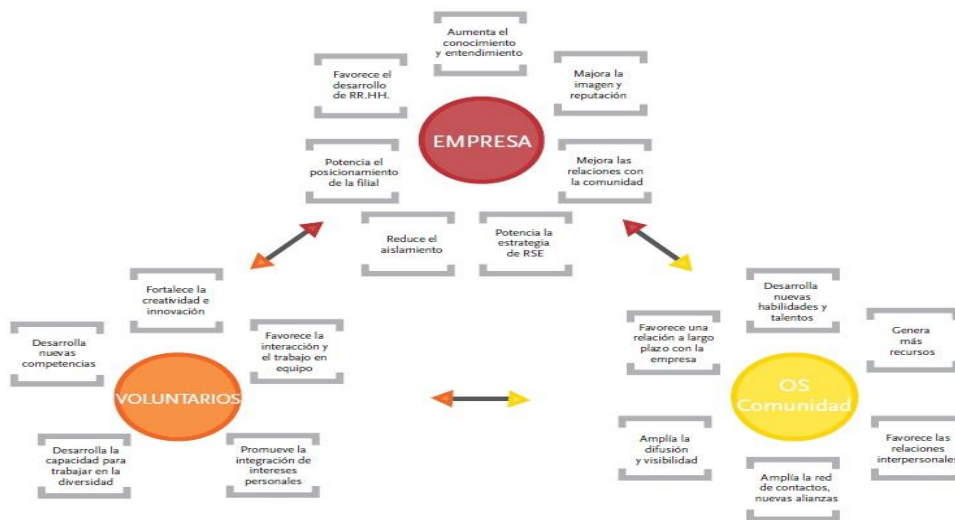 Aumenta el
conocimiento
y entendimiento
Favorece el
desarrollo
de RR.HH.
Majora la
imagen y
reputación
EMPRESA
Potencia el
posicionamiento
de la filial
Mejora las
relaciones con
la comunidad
Reduce el
aislamiento
Potencia la
estrategia
de RSE
Fortalece la
creatividad e
innovación
Desarrolla
nuevas
competencias
Favorece la
interacción y
el trabajo en
equipo
VOLUNTARIOS
Desarrolla la
capacidad para
trabajar en la
diversidad
Promueve la
integración de
intereses
personales
Desarrolla
nuevas
habilidades y
talentos
Favorece una
relación a largo
plazo con la
empresa
Genera
más
recursos
OS
Comunidad
Amplía la
difusión
y visibilidad
Favorece las
relaciones
interpersonales
Amplía la red
de contactos,
nuevas alianzas